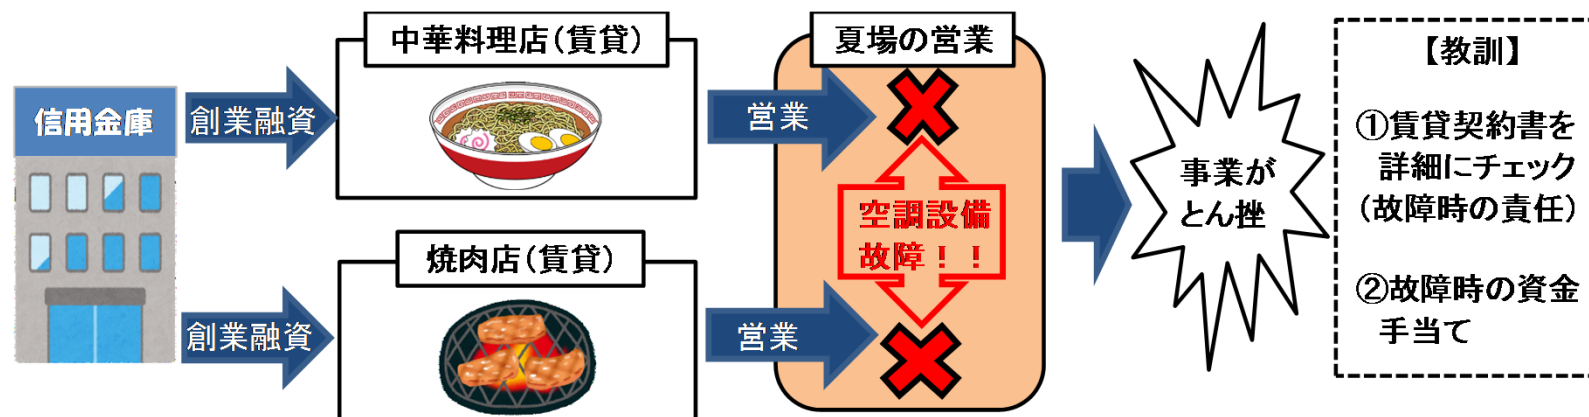 信用金庫
創業融資
中華料理店(賃貸)
営業
夏場の営業
創業融資
焼肉店(賃貸)
営業
空調設備
故障！！
事業が
とん挫
【教訓】
①賃貸契約書を
詳細にチェック
(故障時の責任)
②故障時の資金
手当て